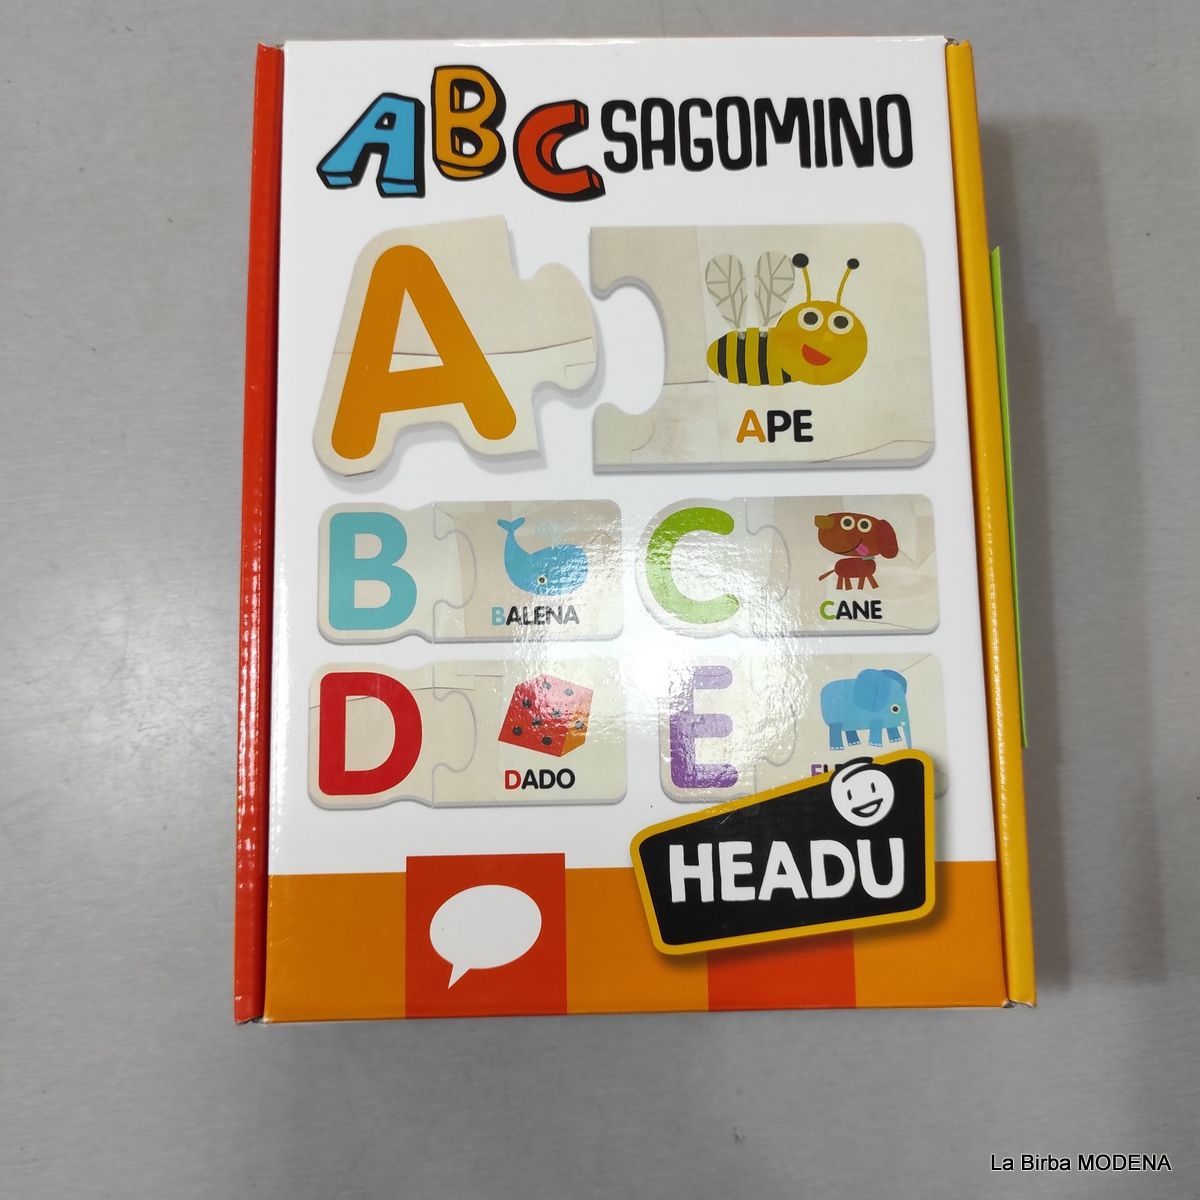 ABC SAGOMINO
A
APE
B
BALENA
C
CANE
D
DADO
E
HEADU
La Birba MODENA